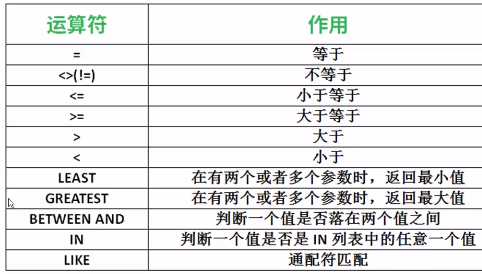 运算符 作用
= 等于
<>(!=) 不等于
<= 小于等于
>= 大于等于
> 大于
< 小于
LEAST 在有两个或者多个参数时，返回最小值
GREATEST 在有两个或者多个参数时，返回最大值
BETWEEN AND 判断一个值是否落在两个值之间
IN 判断一个值是否是 IN 列表中的任意一个值
LIKE 通配符匹配